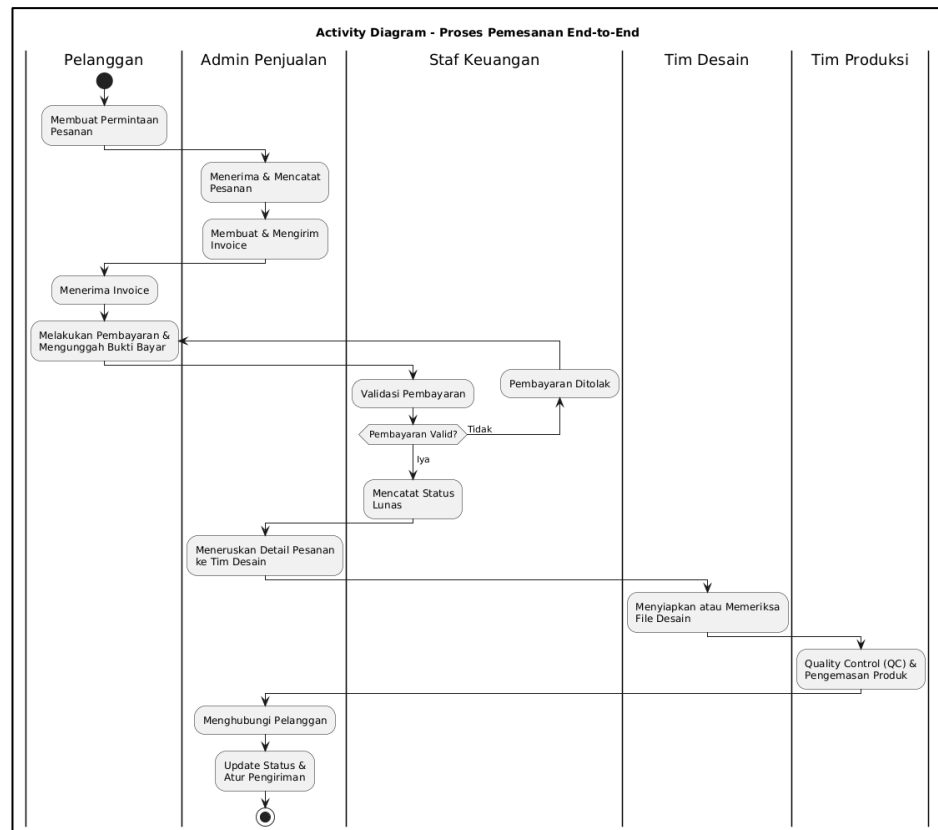 Activity Diagram - Proses Pemesanan End-to-End
Pelanggan
Admin Penjualan
Staf Keuangan
Tim Desain
Tim Produksi
Membuat Permintaan
Pesanan
Menerima & Mencatat
Pesanan
Membuat & Mengirim
Invoice
Menerima Invoice
Melakukan Pembayaran &
Mengunggah Bukti Bayar
Validasi Pembayaran
Pembayaran Ditolak
Pembayaran Valid?
Tidak
Iya
Mencatat Status
Lunas
Meneruskan Detail Pesanan
ke Tim Desain
Menyiapkan atau Memeriksa
File Desain
Quality Control (QC) &
Pengemasan Produk
Menghubungi Pelanggan
Update Status &
Atur Pengiriman